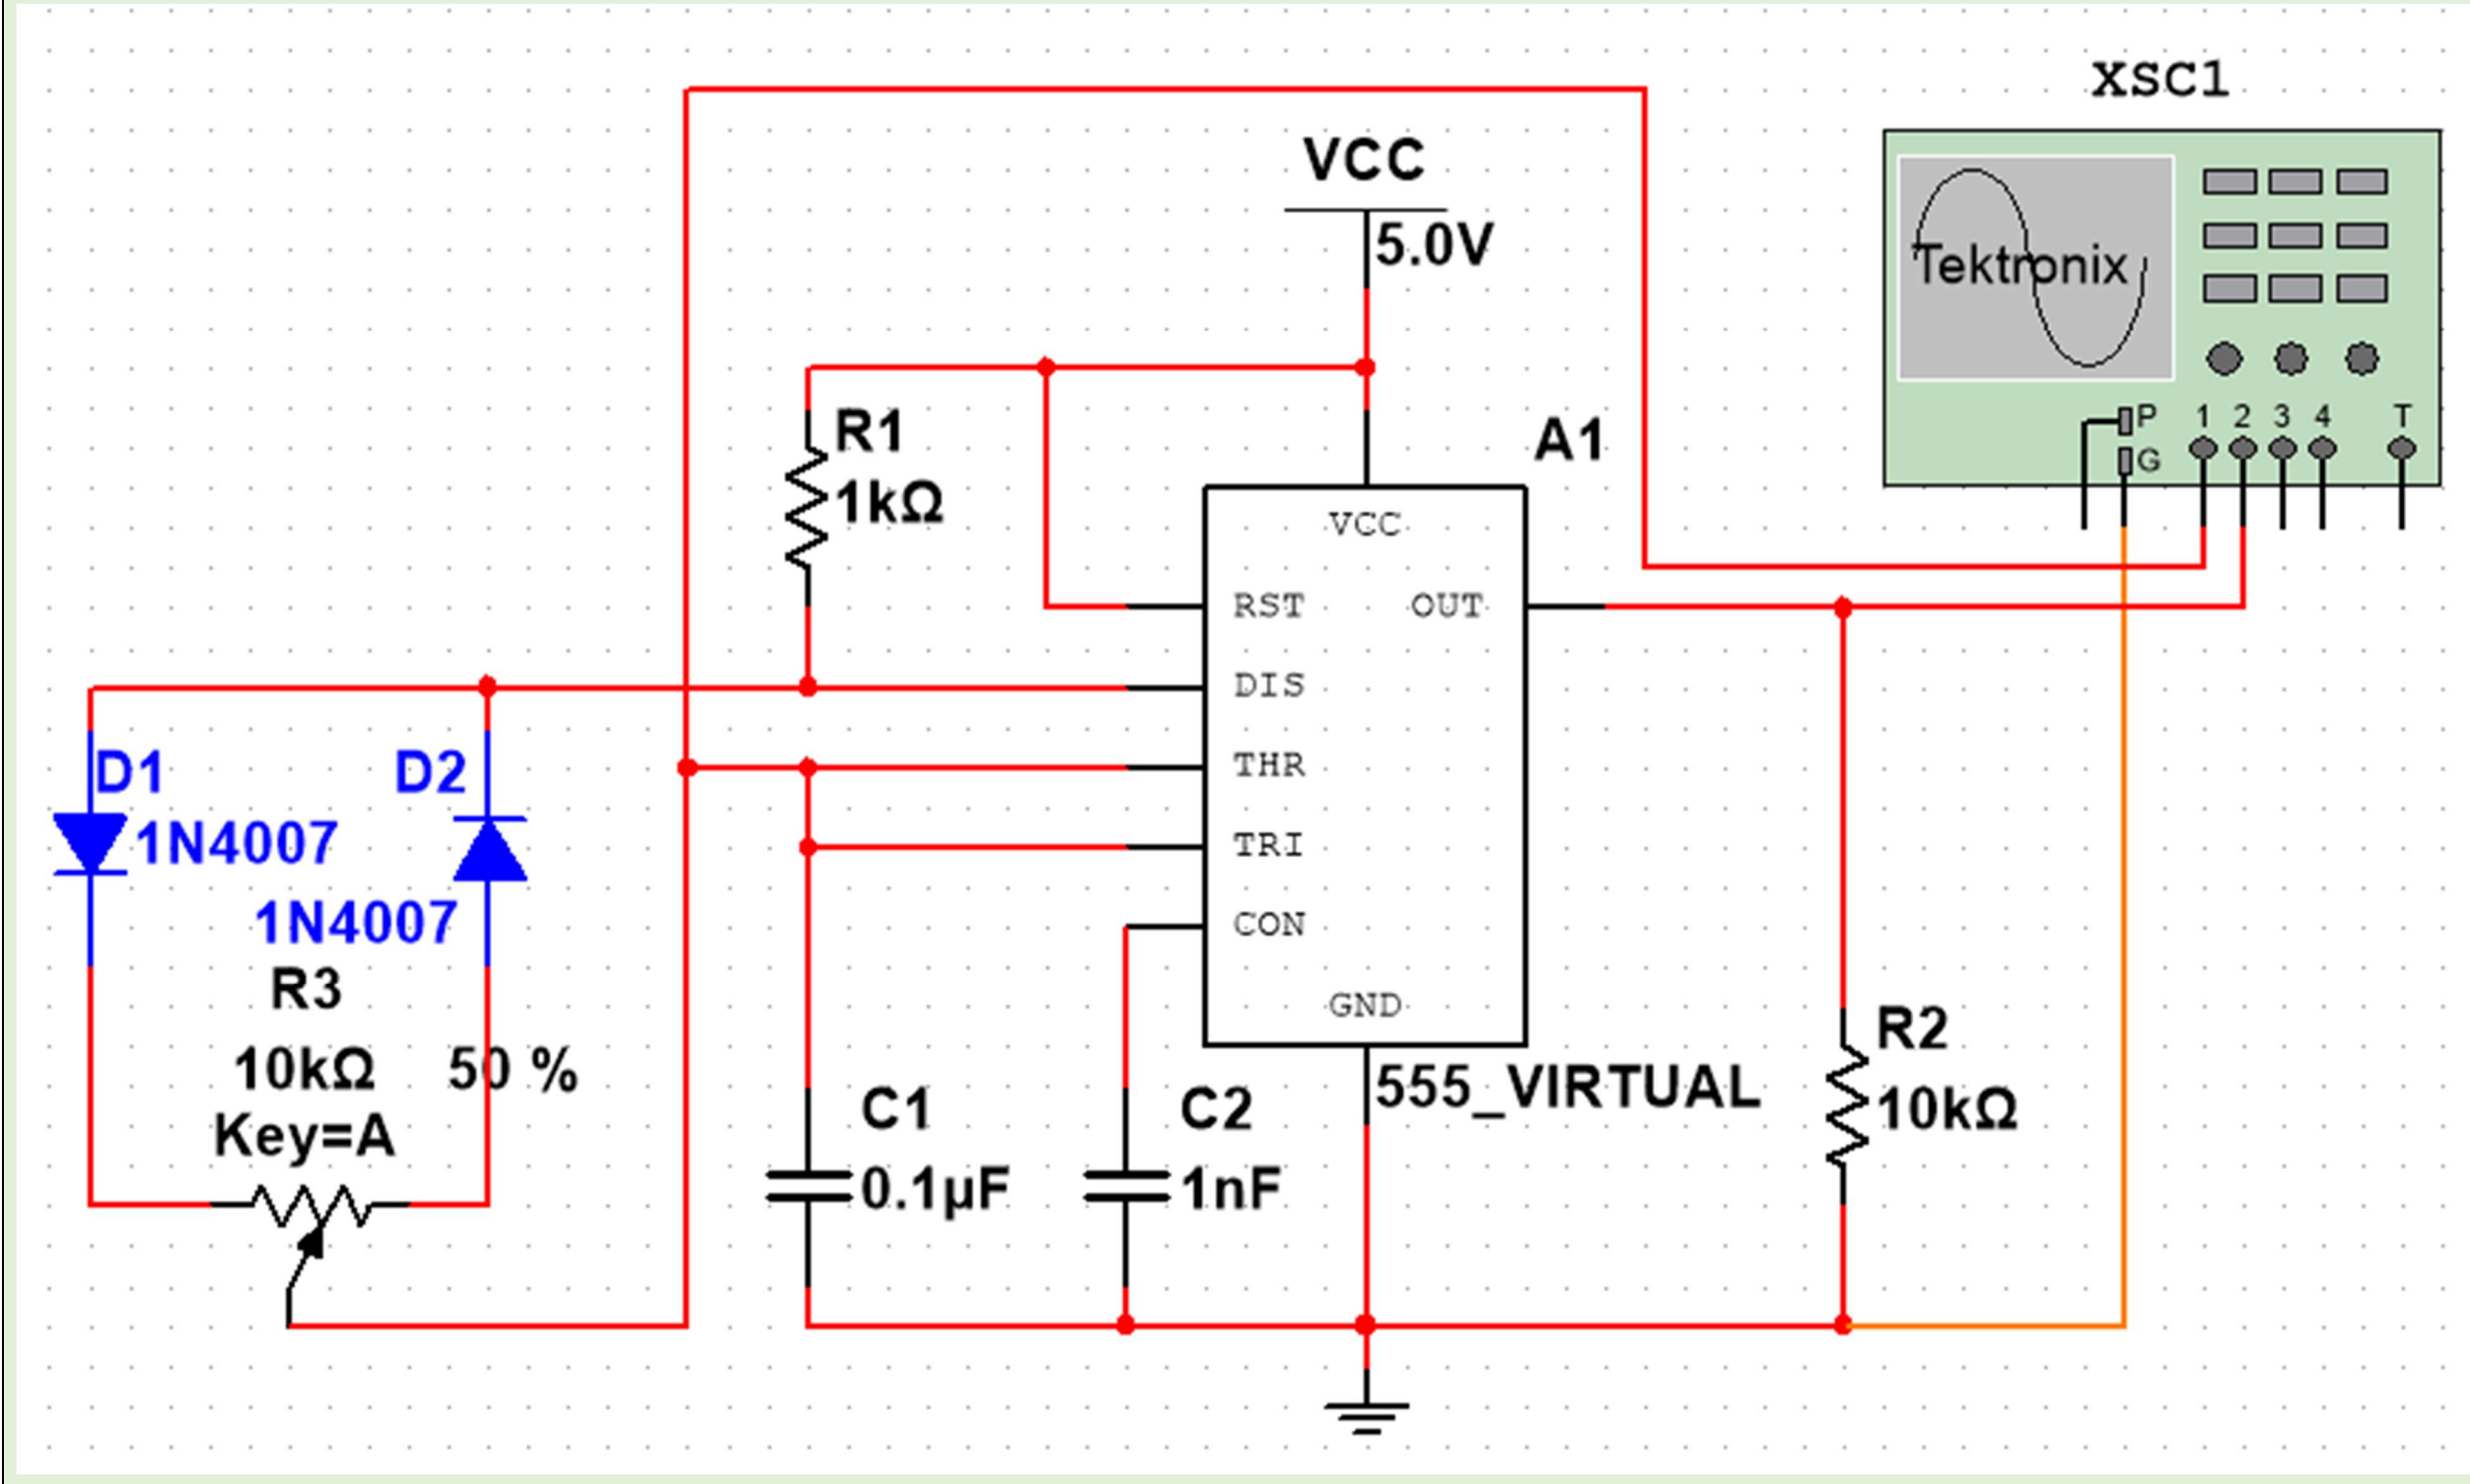 XSC1
VCC
5.0V
Tektronix
P
G
1 2 3 4 T
R1
1kΩ
A1
VCC
RST OUT
DIS
THR
TRI
CON
GND
555_VIRTUAL
D1
1N4007
D2
1N4007
R3
10kΩ 50 %
Key=A
C1
0.1µF
C2
1nF
R2
10kΩ